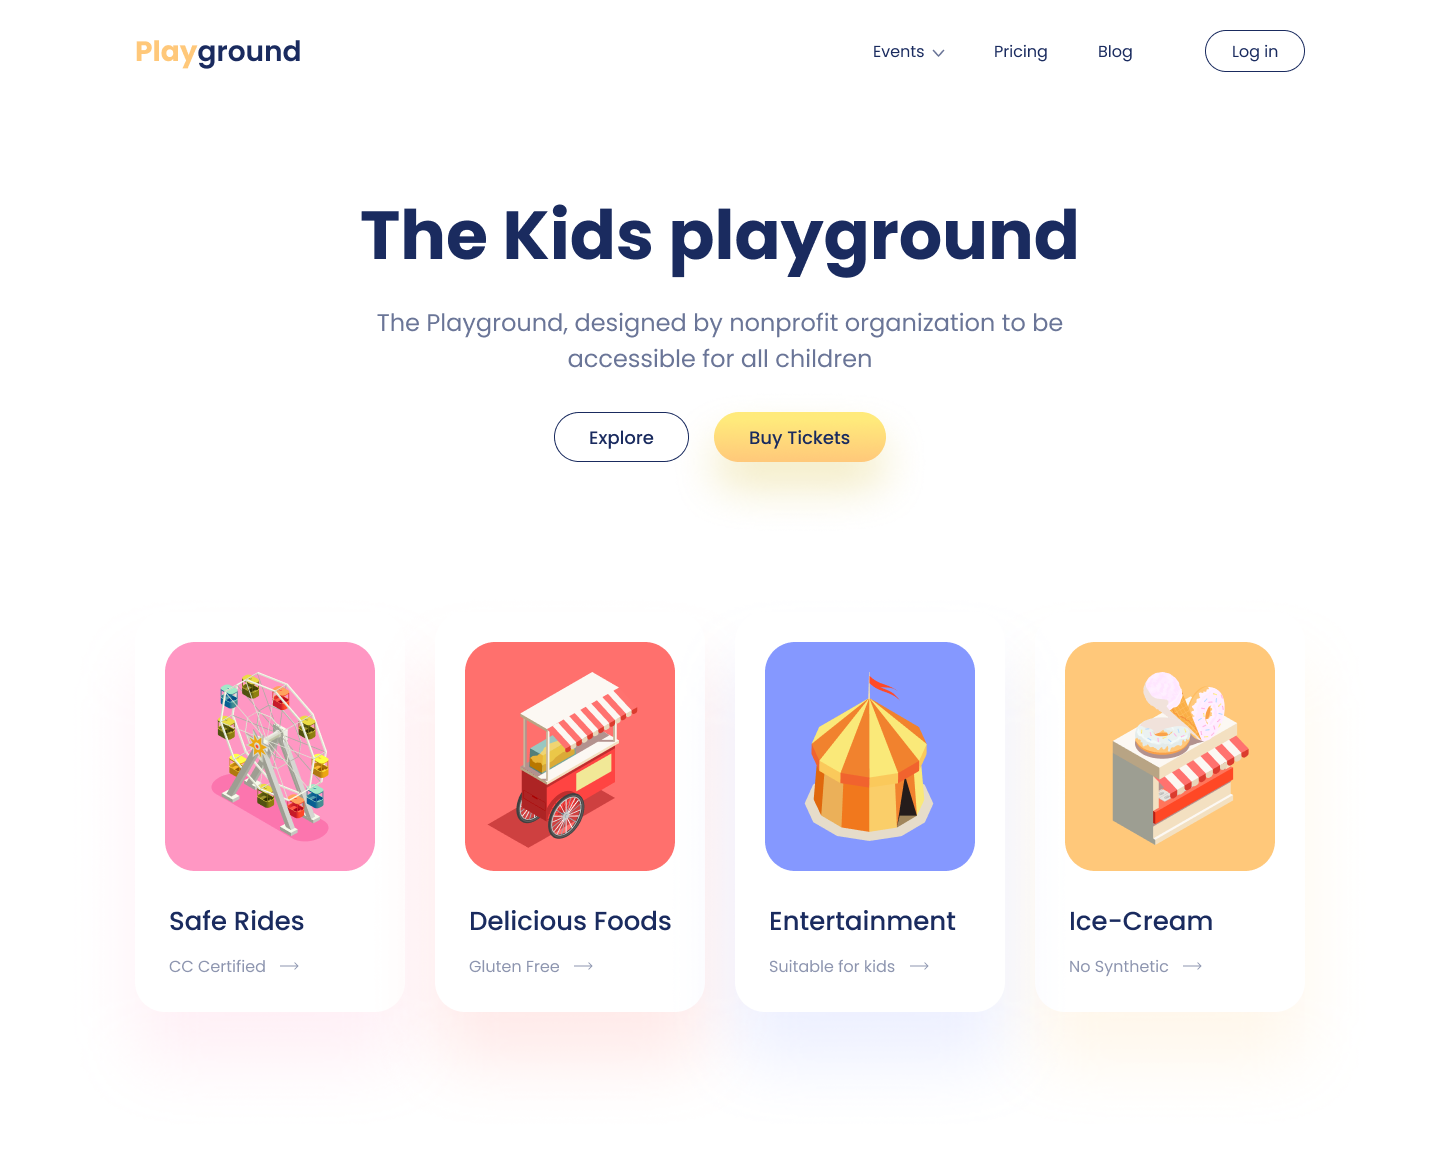 Playground
Events
Pricing
Blog
Log in
The Kids playground
The Playground, designed by nonprofit organization to be
accessible for all children
Explore
Buy Tickets
Safe Rides
CC Certified
Delicious Foods
Gluten Free
Entertainment
Suitable for kids
Ice-Cream
No Synthetic